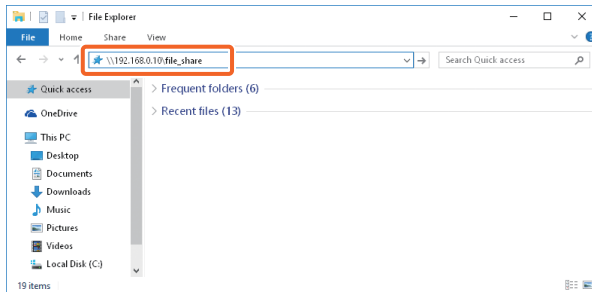 File Explorer
File Home Share View
\\192.168.0.10\file_share
Search Quick access
Quick access
Frequent folders (6)
OneDrive
Recent files (13)
This PC
Desktop
Documents
Downloads
Music
Pictures
Videos
Local Disk (C:)
19 items